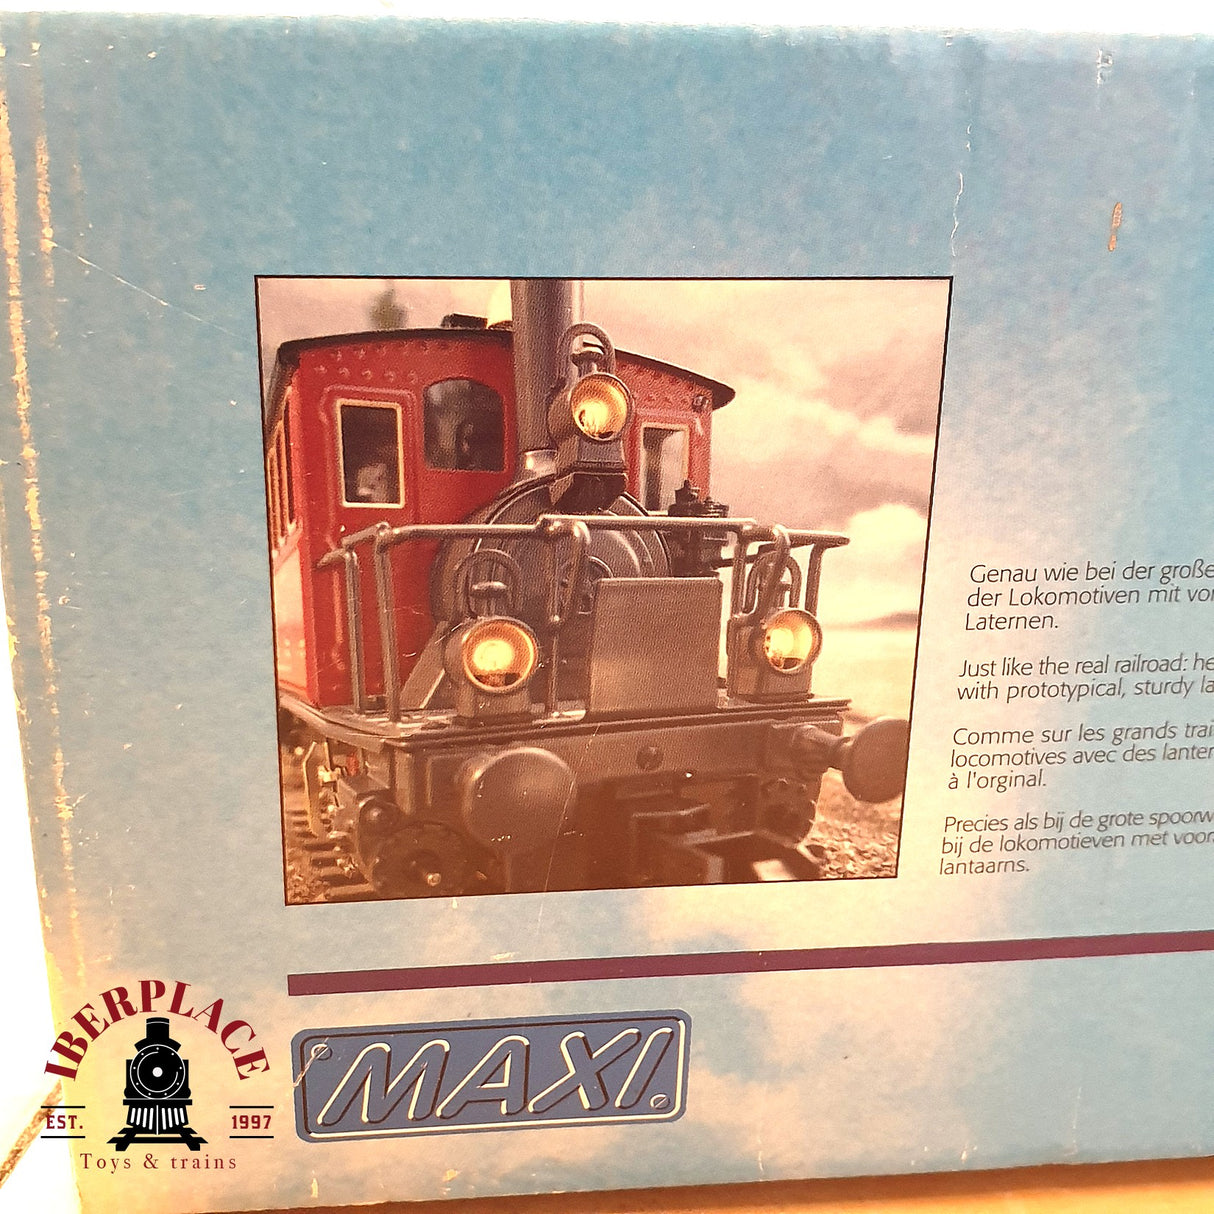 Genau wie bei der große
der Lokomotiven mit vor
Laternen.
Just like the real railroad: he
with prototypical, sturdy la
Comme sur les grands trai
locomotives avec des lanter
à l'orginal.
Precies als bij de grote spoorw
bij de lokomotieven met voor
lantaarns.
MAXI
IBERPLACE
EST. 1997
Toys & trains